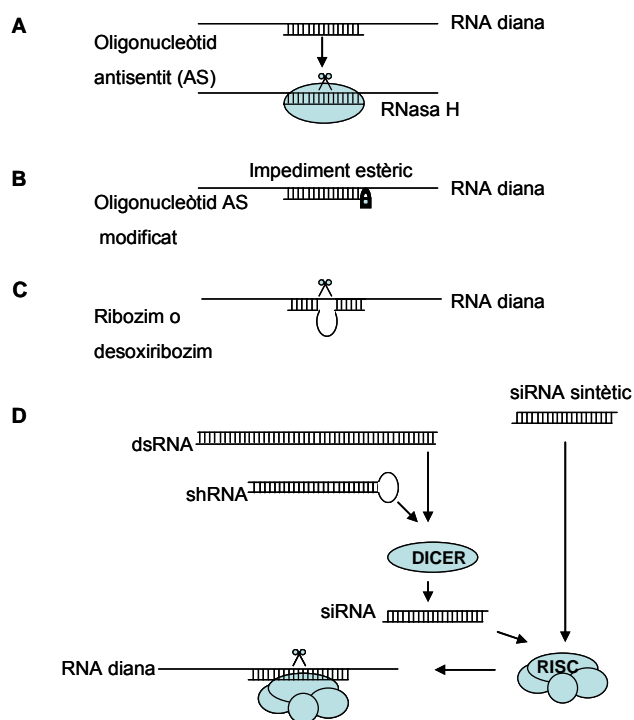 A
Oligonucleòtid
antisentit (AS)
RNA diana
RNasa H
B
Impediment estèric
Oligonucleòtid AS
modificat
RNA diana
C
Ribozim o
desoxiribozim
RNA diana
D
siRNA sintètic
dsRNA
shRNA
DICER
siRNA
RNA diana
RISC